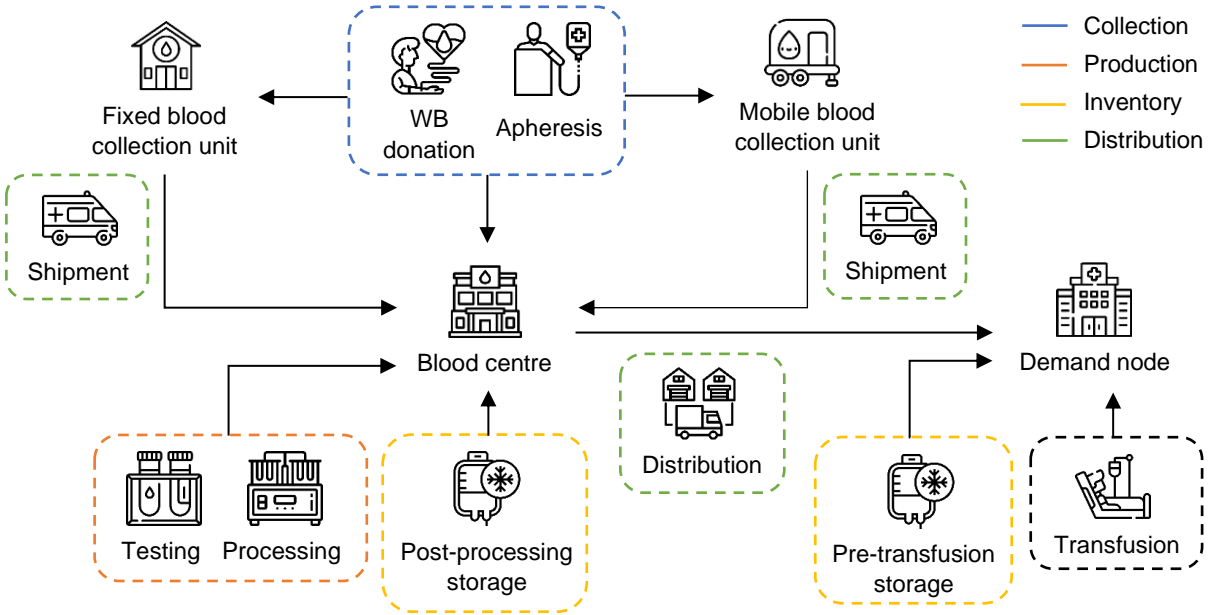 Collection
Production
Inventory
Distribution
Fixed blood
collection unit
WB
donation
Apheresis
Mobile blood
collection unit
Shipment
Shipment
Blood centre
Demand node
Distribution
Testing
Processing
Post-processing
storage
Pre-transfusion
storage
Transfusion